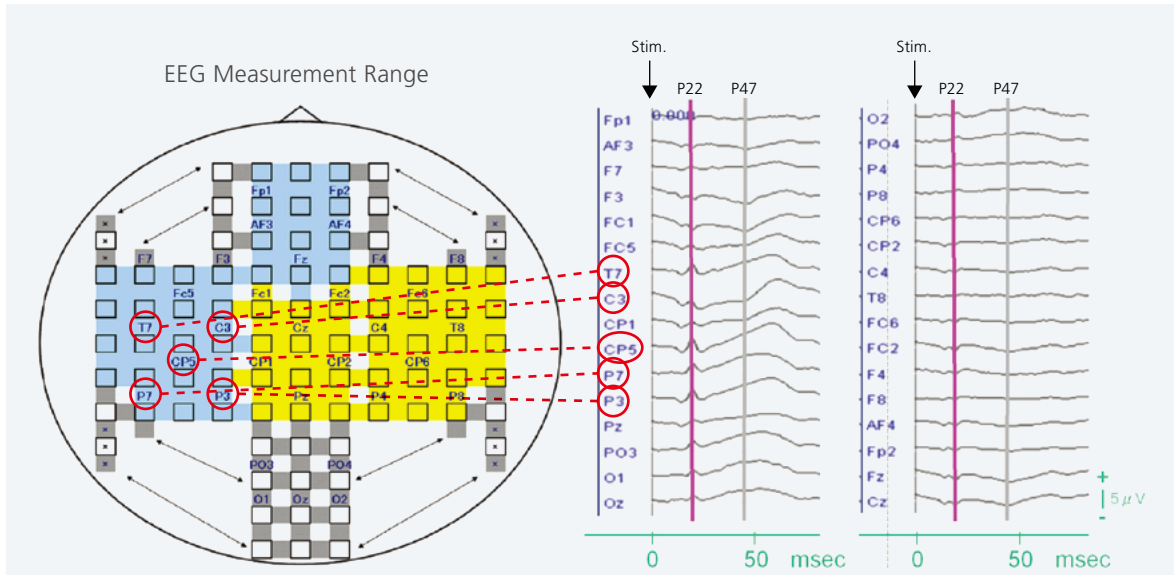 EEG Measurement Range
Fp1 Fp2
AF3 AF4
F7 F3 Fz F4 F8
Fc5 Fc1 Fc2 Fc6
T7 C3 Cz C4 T8
CP5 CP1 CP2 CP6
P7 P3 Pz P4 P8
PO3 PO4
O1 Oz O2
Stim.
P22 P47
0.008
Fp1
AF3
F7
F3
FC1
FC5
T7
C3
CP1
CP5
P7
P3
Pz
PO3
O1
Oz
0 50 msec
Stim.
P22 P47
O2
PO4
P4
P8
CP6
CP2
C4
T8
FC6
FC2
F4
F8
AF4
Fp2
Fz
Cz
+
5μV
-
0 50 msec